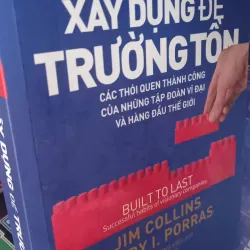 XÂY DỰNG ĐỂ
TRƯỜNG TỒN
CÁC THÓI QUEN THÀNH CÔNG
CỦA NHỮNG TẬP ĐOÀN VĨ ĐẠI
VÀ HÀNG ĐẦU THẾ GIỚI
BUILT TO LAST
Successful habits of visionary companies
JIM COLLINS
RY I. PORRAS
DỰNG